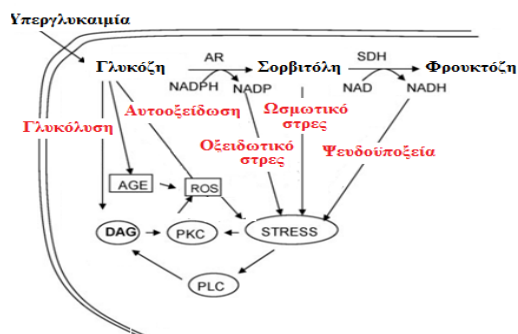 Υπεργλυκαιμία
AR
SDH
Γλυκόζη
Σορβιτόλη
Φρουκτόζη
NADPH
NADP
NAD
NADH
Αυτοοξείδωση
Ωσμωτικό
στρες
Γλυκόλυση
Οξειδωτικό
στρες
Ψευδοϋποξεία
AGE
ROS
DAG
PKC
STRESS
PLC